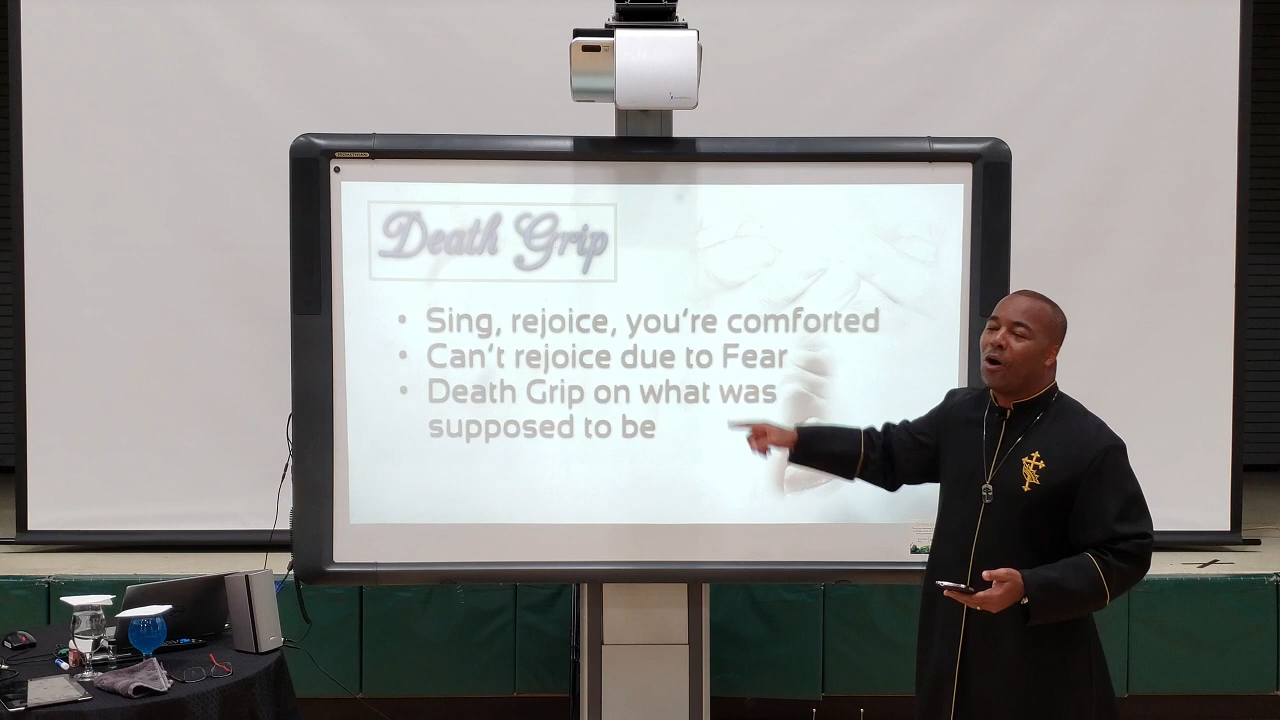 Death Grip
• Sing, rejoice, you're comforted
• Can't rejoice due to Fear
• Death Grip on what was
supposed to be